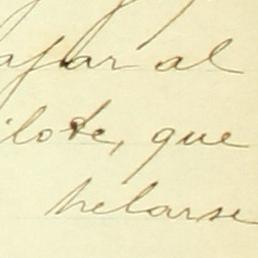 afar al
ilote, que
helarse